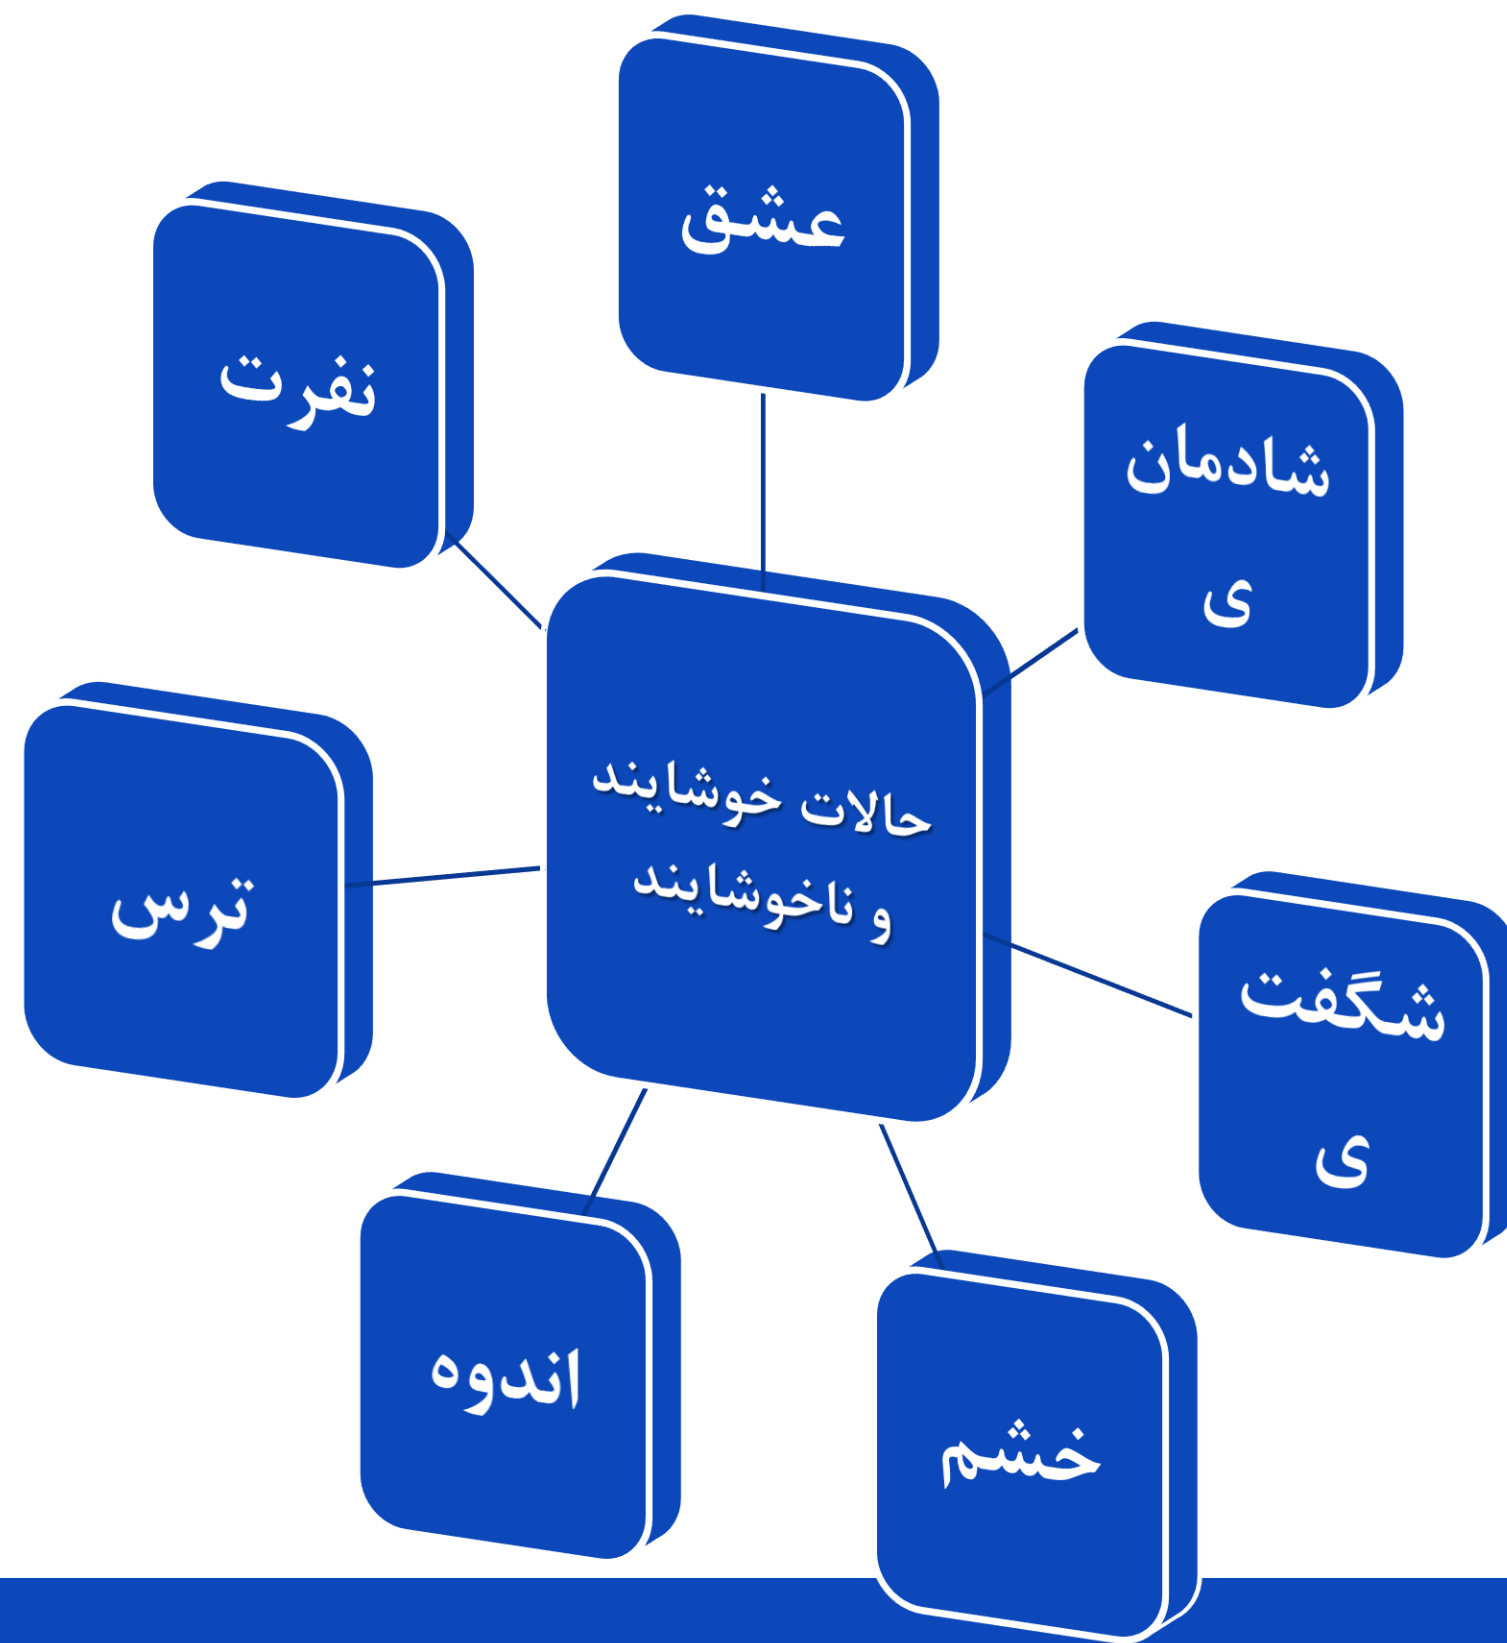 عشق
شادمان
ی
شگفت
ی
خشم
اندوه
ترس
نفرت
حالات خوشایند
و ناخوشایند